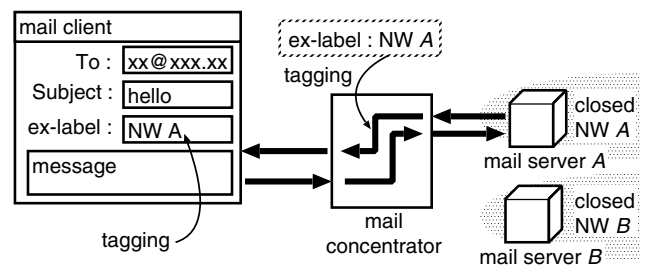 mail client
To : xx@xxx.xx
Subject : hello
ex-label : NW A
message
tagging
ex-label : NW A
tagging
mail
concentrator
closed
NW A
mail server A
closed
NW B
mail server B